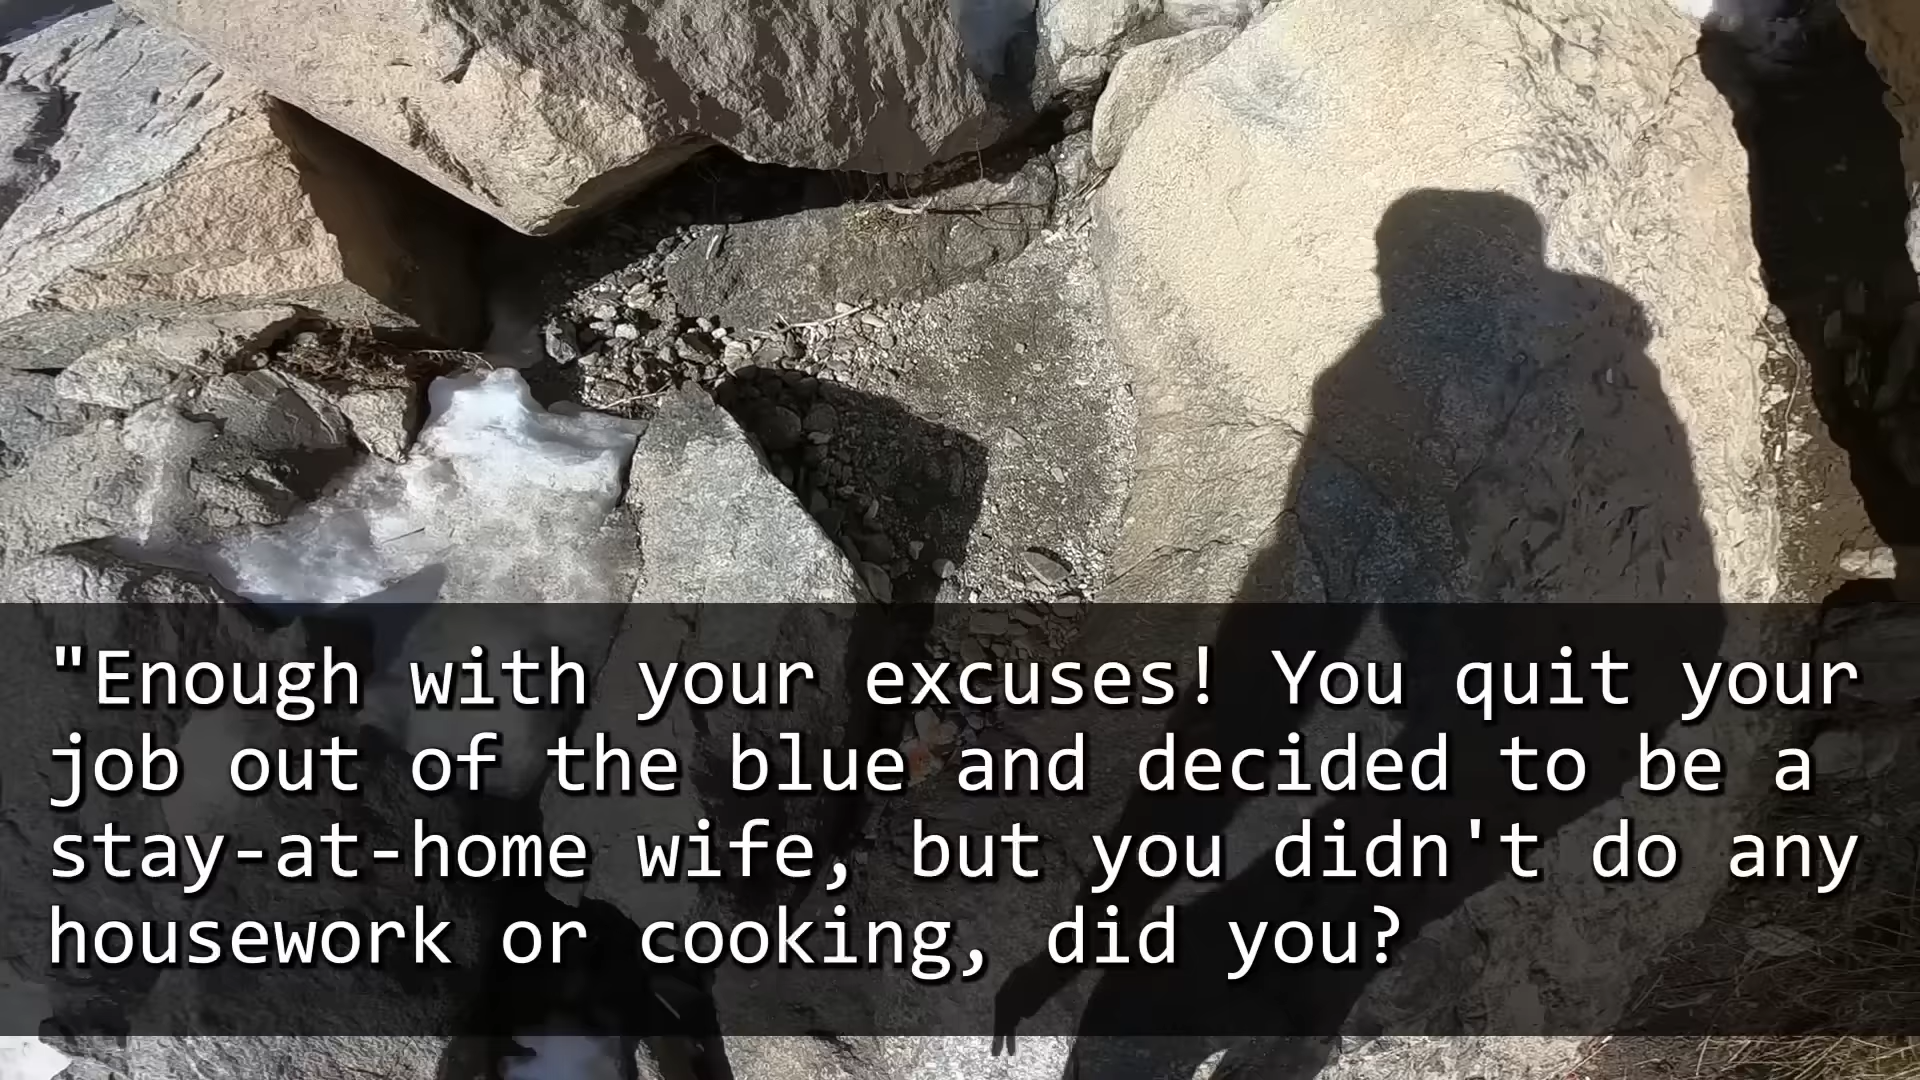 "Enough with your excuses! You quit your
job out of the blue and decided to be a
stay-at-home wife, but you didn't do any
housework or cooking, did you?